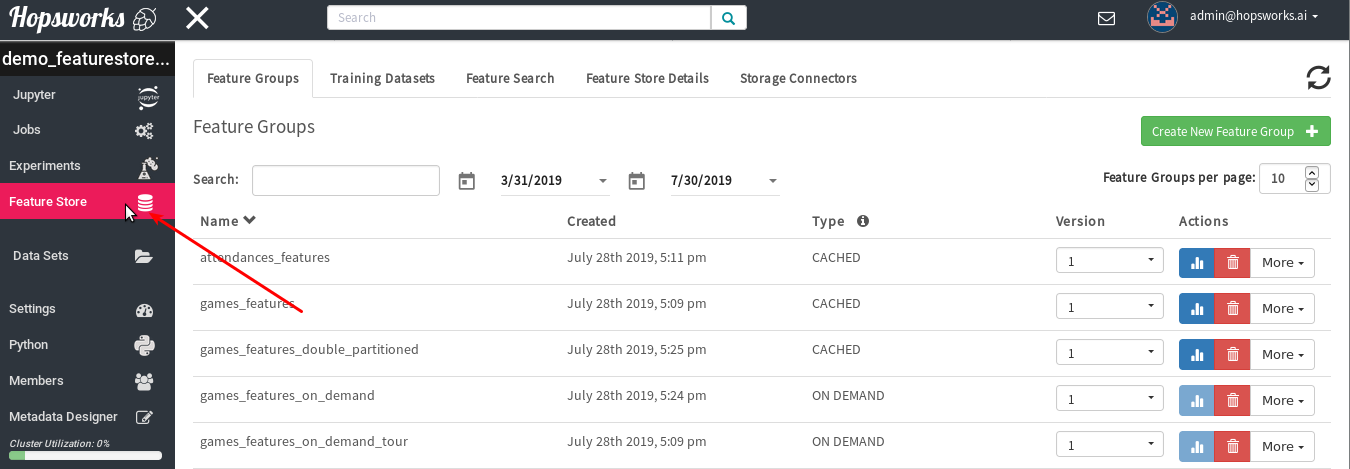 Hopsworks
Search
admin@hopsworks.ai
demo_featurestore...
Jupyter
jupyter
Jobs
Experiments
Feature Store
Data Sets
Settings
Python
Members
Metadata Designer
Cluster Utilization: 0%
Feature Groups Training Datasets Feature Search Feature Store Details Storage Connectors
Feature Groups
Create New Feature Group +
Search: 3/31/2019 7/30/2019 Feature Groups per page: 10
Name Created Type Version Actions
attendances_features July 28th 2019, 5:11 pm CACHED 1 More
games_features July 28th 2019, 5:09 pm CACHED 1 More
games_features_double_partitioned July 28th 2019, 5:25 pm CACHED 1 More
games_features_on_demand July 28th 2019, 5:24 pm ON DEMAND 1 More
games_features_on_demand_tour July 28th 2019, 5:09 pm ON DEMAND 1 More